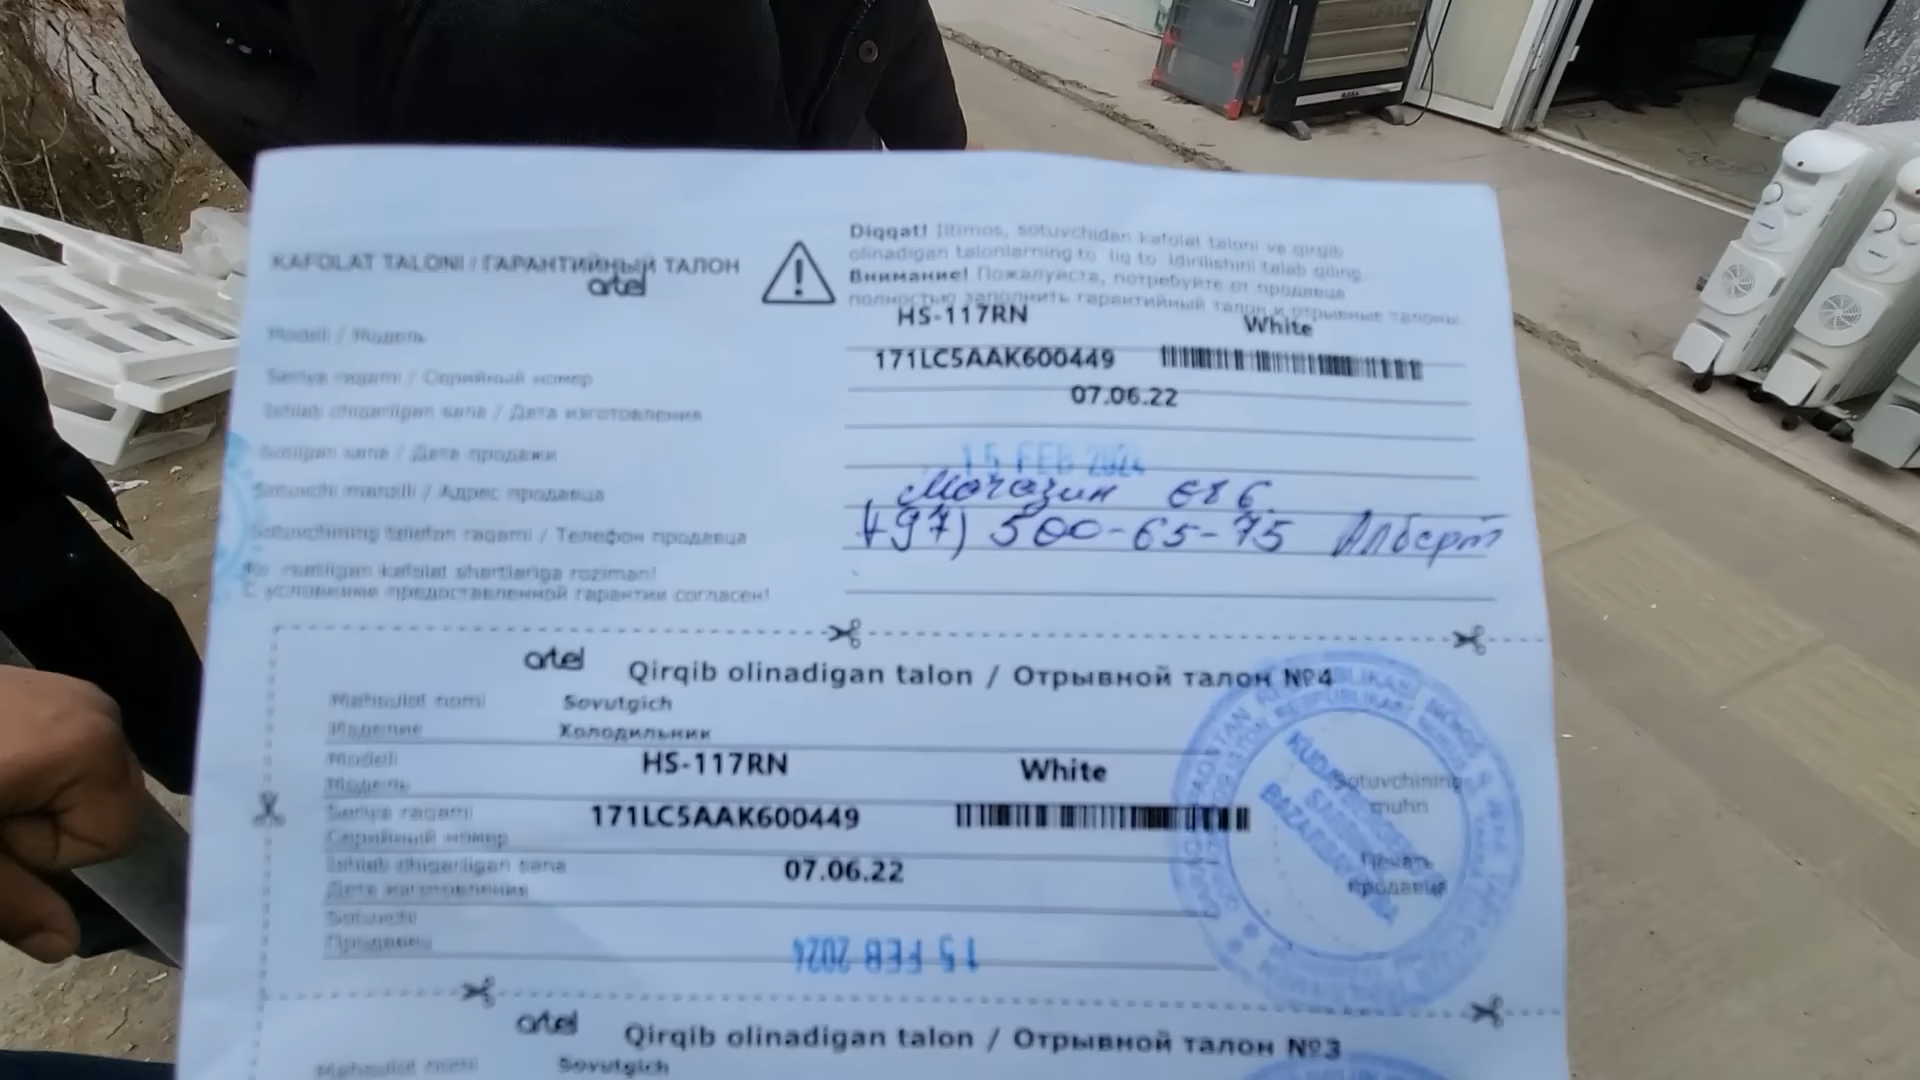 KAFOLAT TALONI / ГАРАНТИЙНЫЙ ТАЛОН
artel
Diqqat! Iltimos, sotuvchidan kafolat taloni va qirqib
olinadigan talonlarning to liq to ldirilishini talab qiling.
Внимание! Пожалуйста, потребуйте от продавца
полностью заполнить гарантийный талон и отрывные талоны.
Modeli / Модель HS-117RN White
Seriya raqami / Серийный номер 171LC5AAK600449
Ishlab chiqarilgan sana / Дата изготовления 07.06.22
Sotilgan sana / Дата продажи 15 FEB 2024
Sotuvchi manzili / Адрес продавца Магазин
Sotuvchining telefon raqami / Телефон продавца 97) 500-65-75 Алберт
kafolat shartlariga roziman!
С условиями предоставленной гарантии согласен!
artel Qirqib olinadigan talon / Отрывной талон №4
Mahsulot nomi Sovutgich
Изделие Холодильник
Modeli HS-117RN White
Модель
Seriya raqami 171LC5AAK600449
Серийный номер
Ishlab chiqarilgan sana 07.06.22
Дата изготовления
Sotuvchi
Продавец 15 FEB 2024
Sotuvchining
muhri
Печать
продавца
BAZARBAY
artel Qirqib olinadigan talon / Отрывной талон №3
Mahsulot nomi Sovutgich